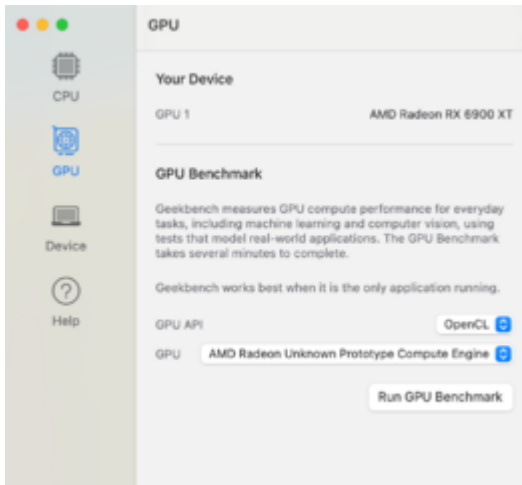 GPU
CPU
GPU
Device
Help
Your Device
GPU 1 AMD Radeon RX 6900 XT
GPU Benchmark
Geekbench measures GPU compute performance for everyday
tasks, including machine learning and computer vision, using
tests that model real-world applications. The GPU Benchmark
takes several minutes to complete.
Geekbench works best when it is the only application running.
GPU API OpenCL
GPU AMD Radeon Unknown Prototype Compute Engine
Run GPU Benchmark